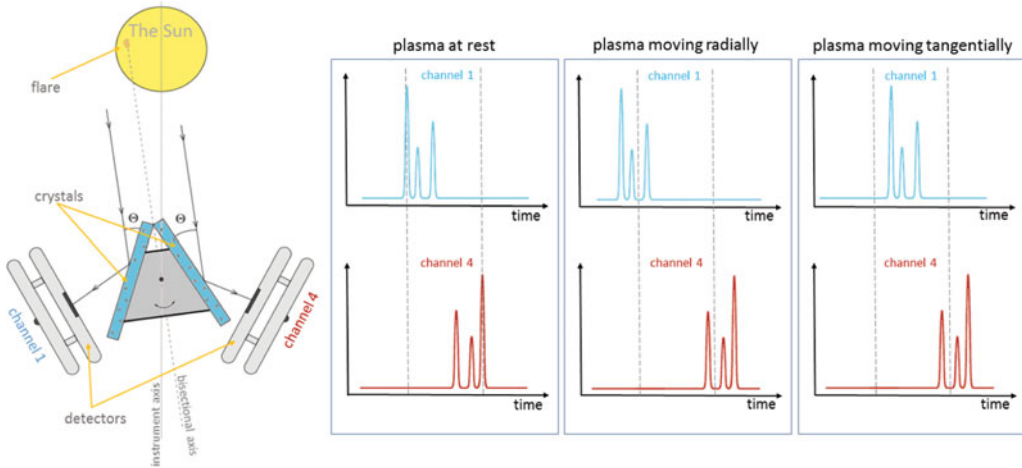 The Sun
flare
crystals
Θ
Θ
channel 1
channel 4
detectors
instrument axis
bisectional axis
plasma at rest
channel 1
time
channel 4
time
plasma moving radially
channel 1
time
channel 4
time
plasma moving tangentially
channel 1
time
channel 4
time